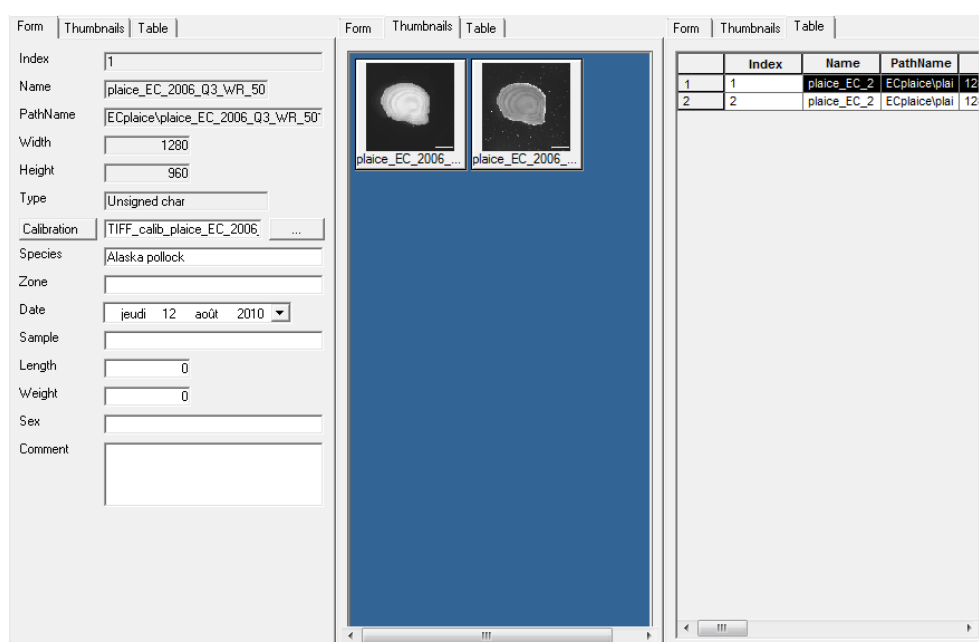 Form Thumbnails Table
Index 1
Name plaice_EC_2006_Q3_WR_50
PathName ECplaice\plaice_EC_2006_Q3_WR_50
Width 1280
Height 960
Type Unsigned char
Calibration TIFF_calib_plaice_EC_2006_ ...
Species Alaska pollock
Zone
Date jeudi 12 août 2010
Sample
Length 0
Weight 0
Sex
Comment
Form Thumbnails Table
plaice_EC_2006_... plaice_EC_2006_...
Form Thumbnails Table
Index Name PathName
1 1 plaice_EC_2 ECplaice\plai 12
2 2 plaice_EC_2 ECplaice\plai 12